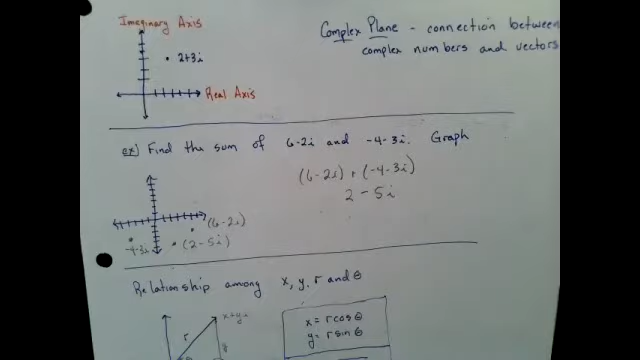 Imaginary Axis
2+3i
Real Axis
Complex Plane - connection between
complex numbers and vectors
ex) Find the sum of 6-2i and -4-3i. Graph
(6-2i) + (-4-3i)
2 - 5i
(6-2i)
-4-3i
(2-5i)
Relationship among x, y, r and θ
r
y
x = r cos θ
y = r sin θ